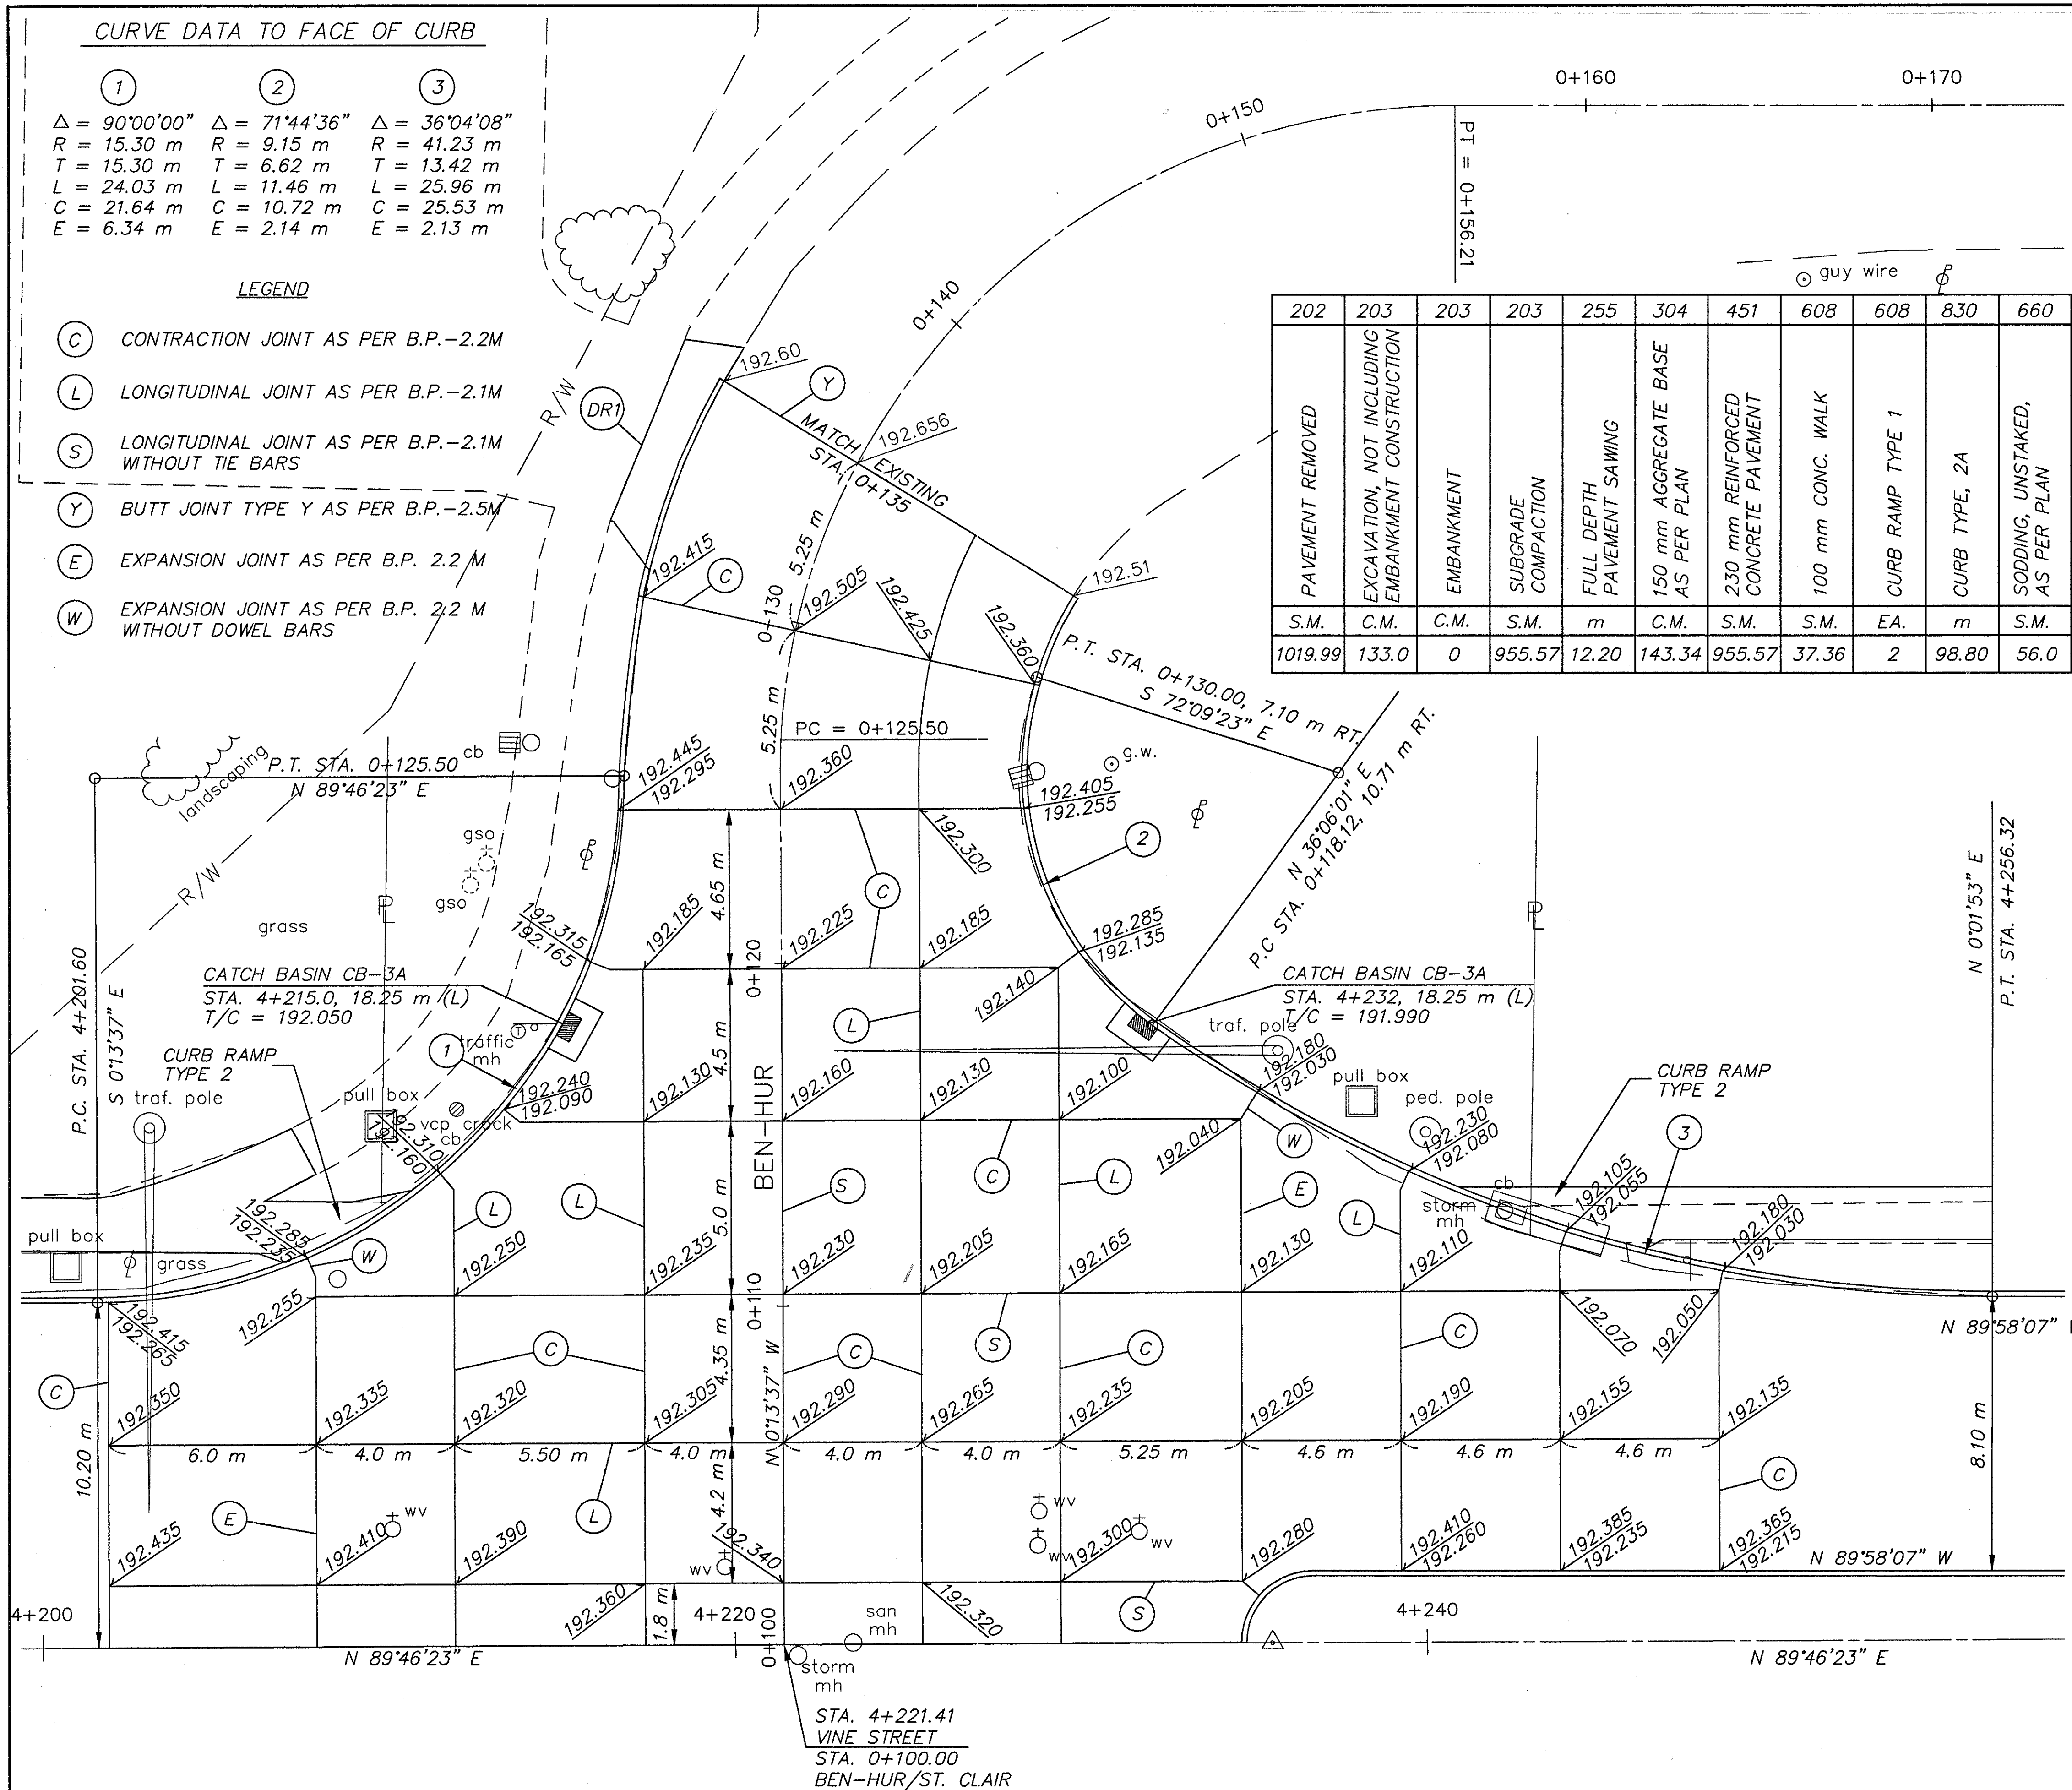 CURVE DATA TO FACE OF CURB
1 2 3
Δ = 90°00'00" Δ = 71°44'36" Δ = 36°04'08"
R = 15.30 m R = 9.15 m R = 41.23 m
T = 15.30 m T = 6.62 m T = 13.42 m
L = 24.03 m L = 11.46 m L = 25.96 m
C = 21.64 m C = 10.72 m C = 25.53 m
E = 6.34 m E = 2.14 m E = 2.13 m
LEGEND
C CONTRACTION JOINT AS PER B.P.-2.2M
L LONGITUDINAL JOINT AS PER B.P.-2.1M
S LONGITUDINAL JOINT AS PER B.P.-2.1M
WITHOUT TIE BARS
Y BUTT JOINT TYPE Y AS PER B.P.-2.5M
E EXPANSION JOINT AS PER B.P. 2.2 M
W EXPANSION JOINT AS PER B.P. 2.2 M
WITHOUT DOWEL BARS
0+160
0+170
0+150
PT = 0+156.21
0+140
guy wire
202 203 203 203 255 304 451 608 608 830 660
PAVEMENT REMOVED
EXCAVATION, NOT INCLUDING
EMBANKMENT CONSTRUCTION
EMBANKMENT
SUBGRADE
COMPACTION
FULL DEPTH
PAVEMENT SAWING
150 mm AGGREGATE BASE
AS PER PLAN
230 mm REINFORCED
CONCRETE PAVEMENT
100 mm CONC. WALK
CURB RAMP TYPE 1
CURB TYPE, 2A
SODDING, UNSTAKED,
AS PER PLAN
S.M. C.M. C.M. S.M. m C.M. S.M. S.M. EA. m S.M.
1019.99 133.0 0 955.57 12.20 143.34 955.57 37.36 2 98.80 56.0
R/W
DR1
192.60
Y
MATCH EXISTING
STA. 0+135
192.656
5.25 m
192.51
192.415
C
0+130
192.505
192.425
192.360
P.T. STA. 0+130.00, 7.10 m RT.
S 72°09'23" E
5.25 m
PC = 0+125.50
landscaping
P.T. STA. 0+125.50
N 89°46'23" E
cb
192.445
192.295
192.360
g.w.
192.405
192.255
N 36°06'01" E
P.C STA. 0+118.12, 10.71 m RT.
R/W
gso
gso
grass
4.65 m
192.300
C
2
N 0°01'53" E
P.T. STA. 4+256.32
192.315
192.165
192.185
192.225
192.185
192.285
192.135
0+120
P.C. STA. 4+201.60
S 0°13'37" E
CATCH BASIN CB-3A
STA. 4+215.0, 18.25 m (L)
T/C = 192.050
192.140
CATCH BASIN CB-3A
STA. 4+232, 18.25 m (L)
T/C = 191.990
1
traffic
mh
L
4.5 m
traf. pole
CURB RAMP
TYPE 2
traf. pole
pull box
192.240
192.090
192.130
192.160
192.130
192.100
192.180
192.030
pull box
ped. pole
CURB RAMP
TYPE 2
vcp crock
cb
192.310
192.160
BEN-HUR
192.040
W
192.230
192.080
3
5.0 m
L
L
S
C
L
E
L
cb
storm
mh
192.105
192.055
192.180
192.030
pull box
grass
192.285
192.235
W
192.250
192.235
192.230
192.205
192.165
192.130
192.110
0+110
192.415
192.265
192.255
192.070
192.050
N 89°58'07"
C
C
4.35 m
C
S
C
C
N 0°13'37" W
192.350
192.335
192.320
192.305
192.290
192.265
192.235
192.205
192.190
192.155
192.135
10.20 m
8.10 m
6.0 m 4.0 m 5.50 m 4.0 m 4.0 m 4.0 m 5.25 m 4.6 m 4.6 m 4.6 m
E
wv
L
4.2 m
wv
wv
wv
C
192.435
192.410
192.390
wv
192.340
192.300
192.280
192.410
192.260
192.385
192.235
192.365
192.215
N 89°58'07" W
4+200
192.360
1.8 m
4+220
0+100
san
mh
192.320
S
4+240
N 89°46'23" E
storm
mh
N 89°46'23" E
STA. 4+221.41
VINE STREET
STA. 0+100.00
BEN-HUR/ST. CLAIR